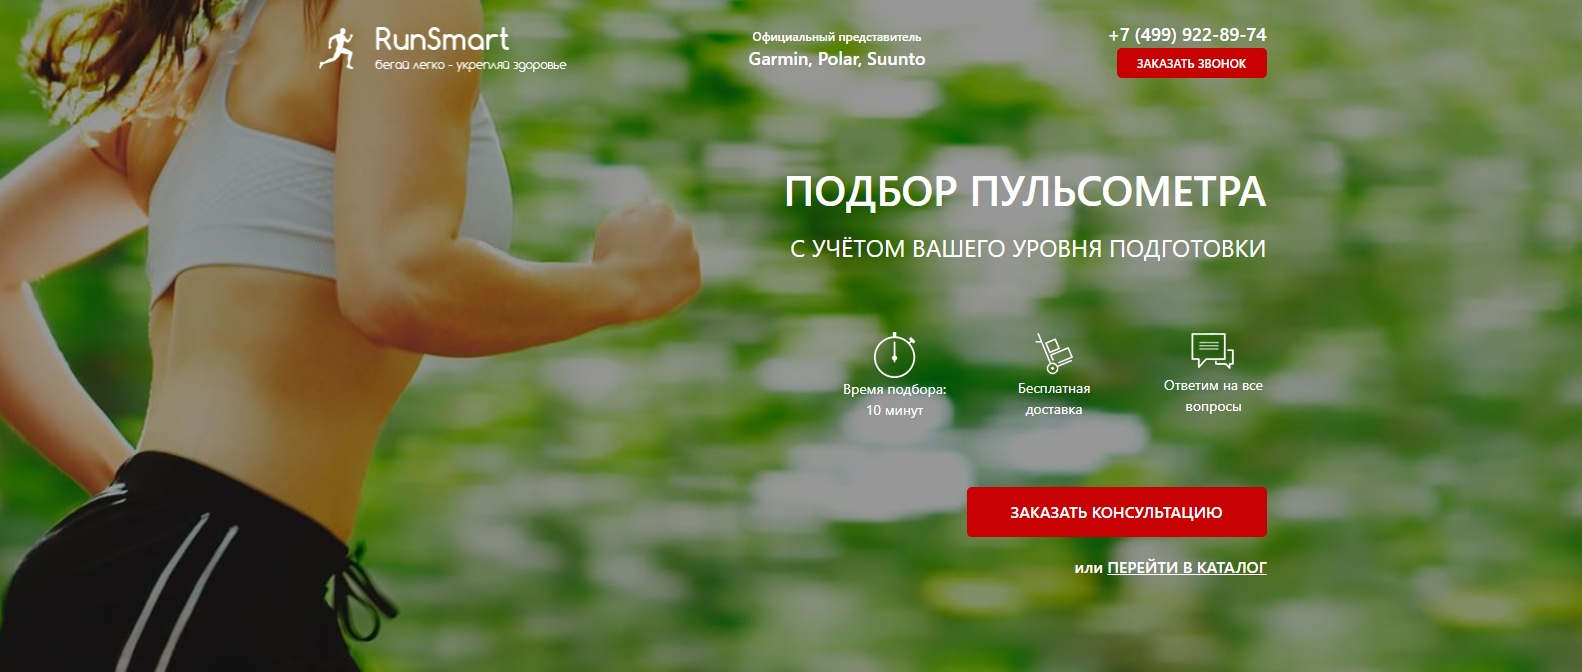 RunSmart
бегай легко - укрепляй здоровье
Официальный представитель
Garmin, Polar, Suunto
+7 (499) 922-89-74
ЗАКАЗАТЬ ЗВОНОК
ПОДБОР ПУЛЬСОМЕТРА
С УЧЁТОМ ВАШЕГО УРОВНЯ ПОДГОТОВКИ
Время подбора:
10 минут
Бесплатная
доставка
Ответим на все
вопросы
ЗАКАЗАТЬ КОНСУЛЬТАЦИЮ
или ПЕРЕЙТИ В КАТАЛОГ